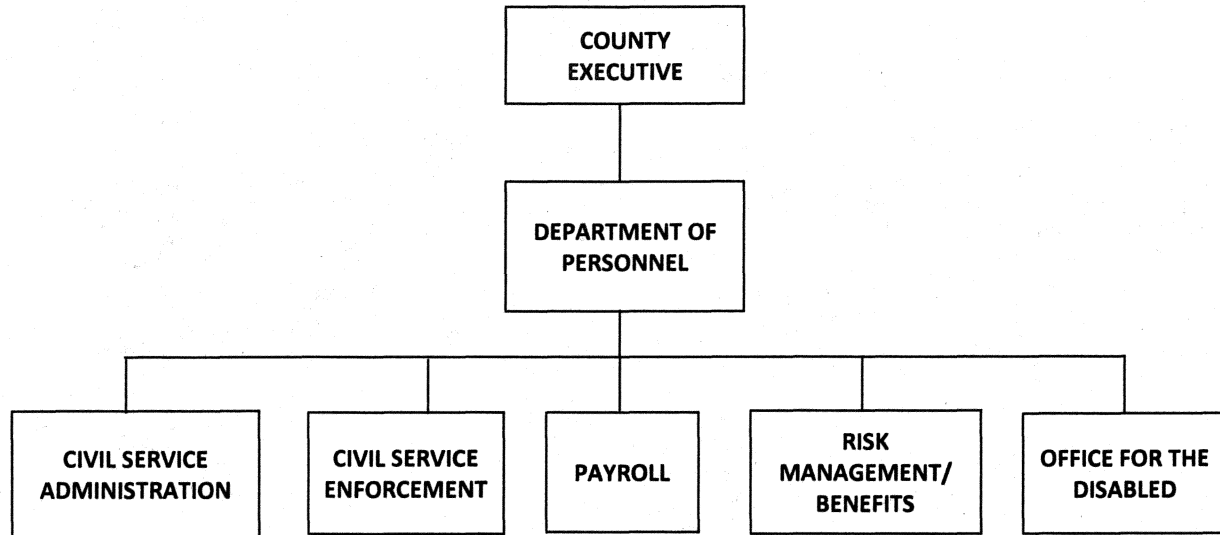 COUNTY
EXECUTIVE
DEPARTMENT OF
PERSONNEL
CIVIL SERVICE
ADMINISTRATION
CIVIL SERVICE
ENFORCEMENT
PAYROLL
RISK
MANAGEMENT/
BENEFITS
OFFICE FOR THE
DISABLED